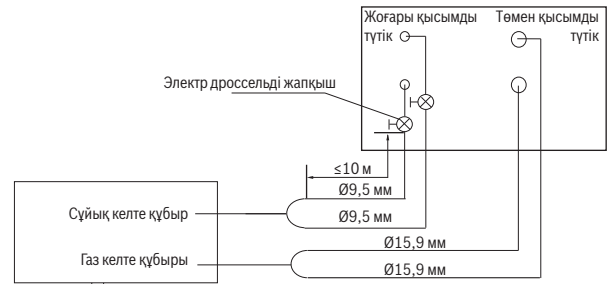 Жоғары қысымды
түтік
Төмен қысымды
түтік
Электр дроссельді жапқыш
≤10 м
Ø9,5 мм
Сұйық келте құбыр
Ø9,5 мм
Ø15,9 мм
Газ келте құбыры
Ø15,9 мм